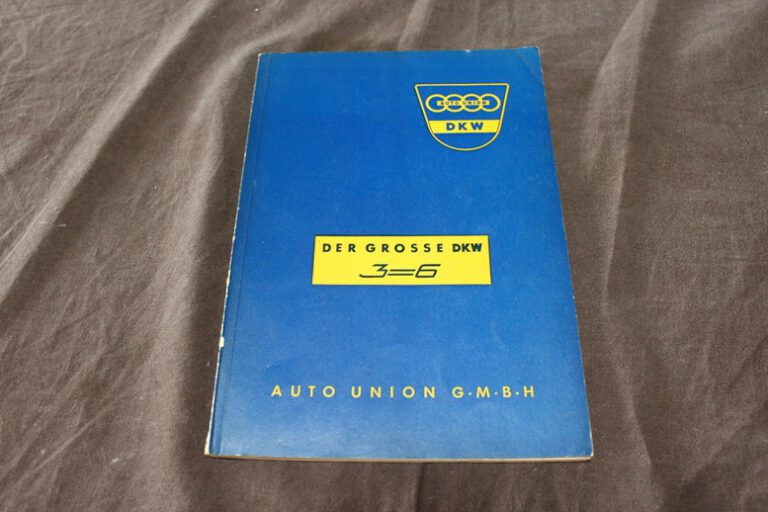 AUTO UNION
DKW
DER GROSSE DKW
3=6
AUTO UNION G·M·B·H